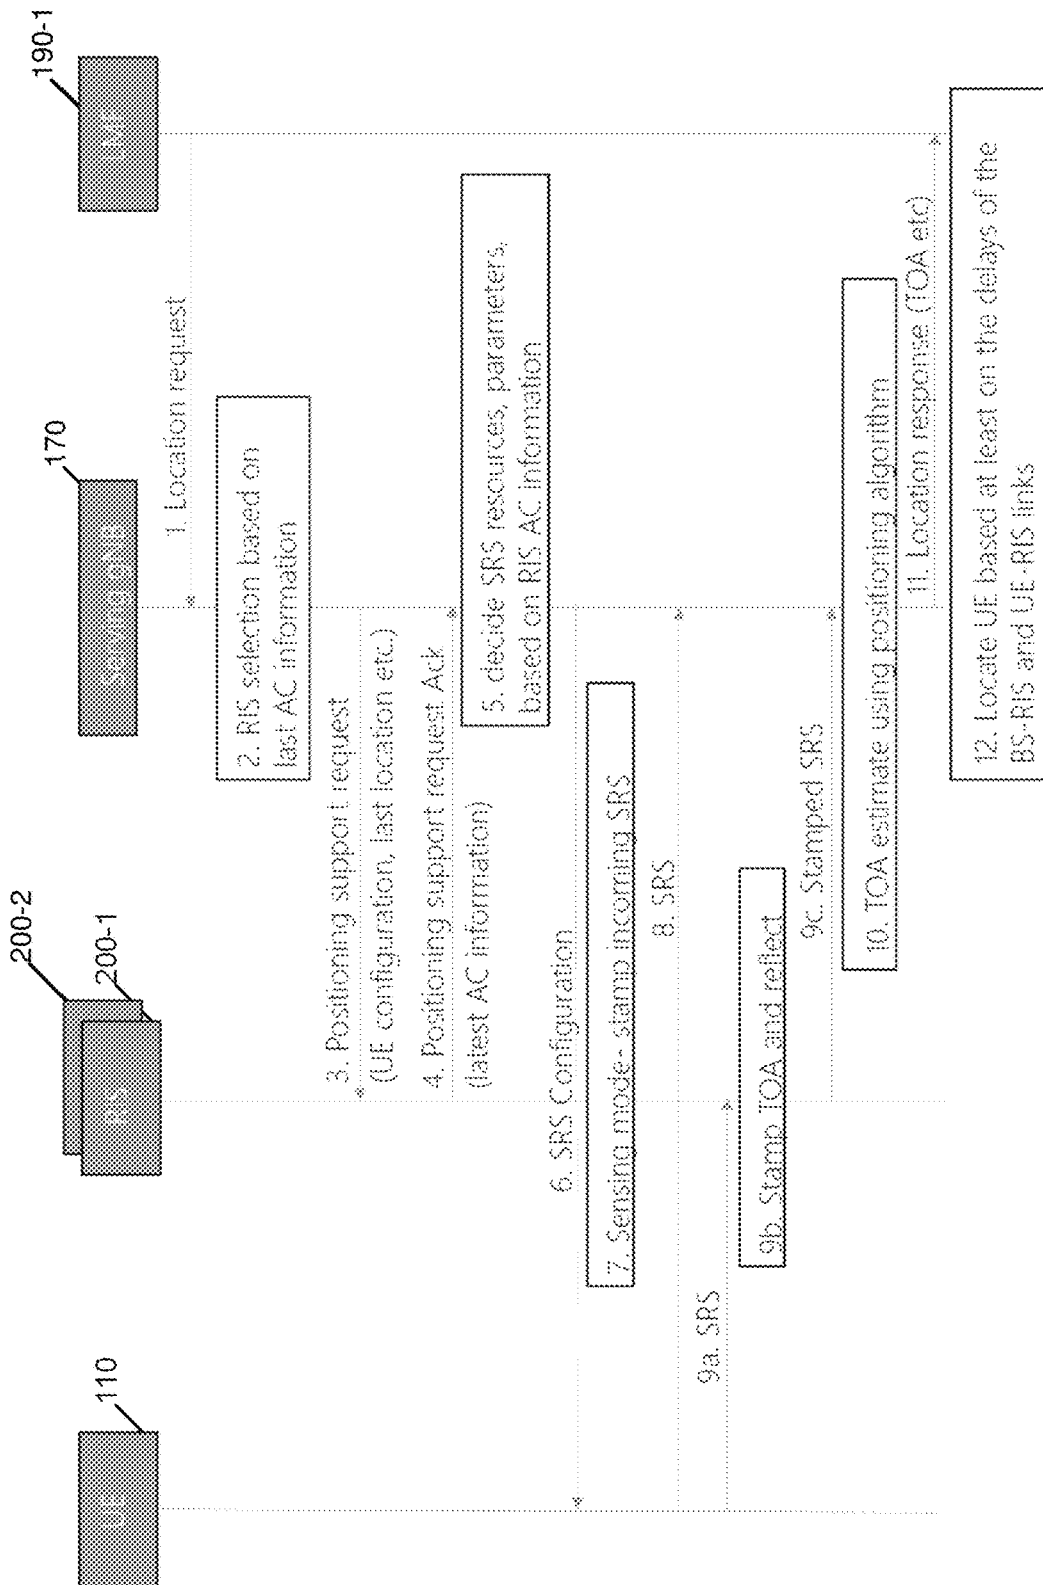 110
200-2
200-1
170
190-1
UE
RIS
Serving gNB
LMF
1. Location request
2. RIS selection based on
last AC information
3. Positioning support request
(UE configuration, last location etc.)
4. Positioning support request Ack
(latest AC information)
5. decide SRS resources, parameters,
based on RIS AC information
6. SRS Configuration
7. Sensing mode- stamp incoming SRS
8. SRS
9a. SRS
9b. Stamp TOA and reflect
9c. Stamped SRS
10. TOA estimate using positioning algorithm
11. Location response (TOA etc)
12. Locate UE based at least on the delays of the
BS-RIS and UE-RIS links